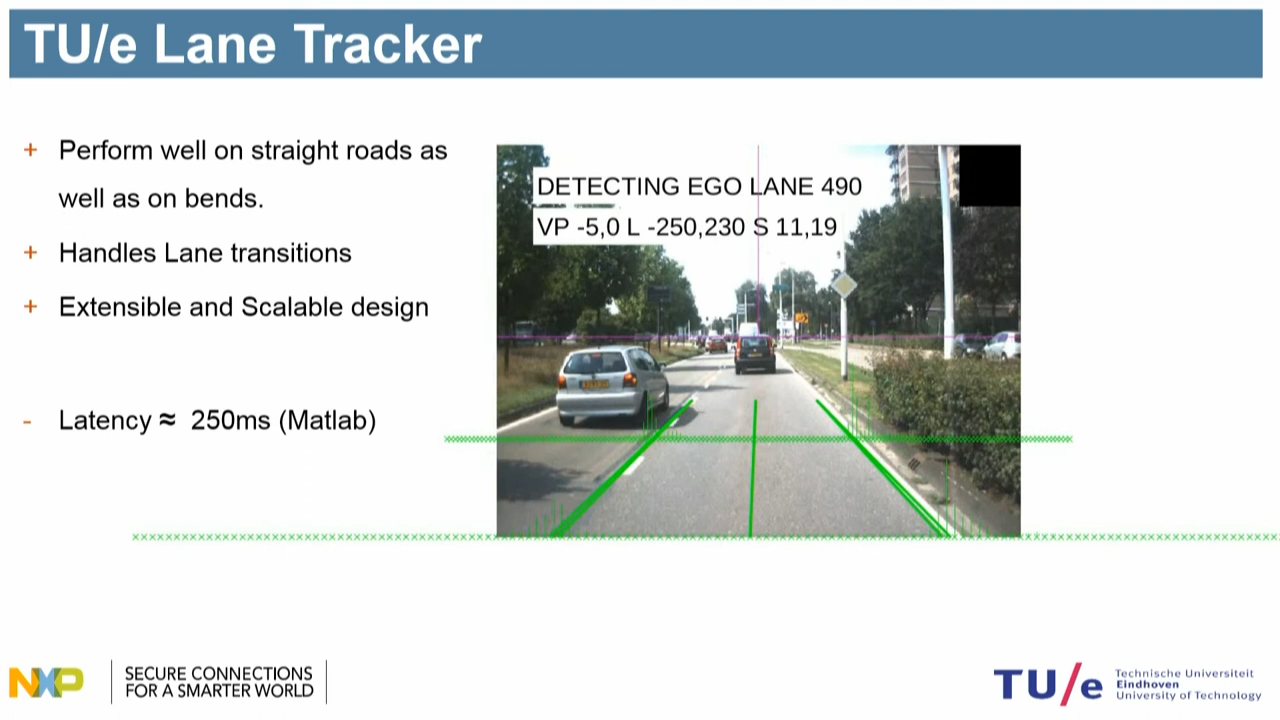 TU/e Lane Tracker
+ Perform well on straight roads as
well as on bends.
+ Handles Lane transitions
+ Extensible and Scalable design
- Latency ≈ 250ms (Matlab)
DETECTING EGO LANE 490
VP -5,0 L -250,230 S 11,19
NXP
SECURE CONNECTIONS
FOR A SMARTER WORLD
TU/e
Technische Universiteit
Eindhoven
University of Technology